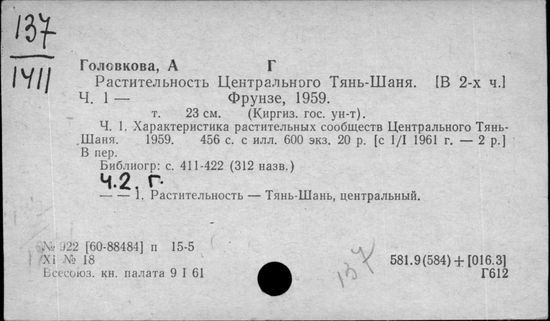 137
1411
Головкова, А Г
Растительность Центрального Тянь-Шаня. [В 2-х ч.]
Ч. 1 — Фрунзе, 1959.
т. 23 см. (Киргиз. гос. ун-т).
Ч. 1. Характеристика растительных сообществ Центрального Тянь-
Шаня. 1959. 456 с. с илл. 600 экз. 20 р. [с 1/I 1961 г. — 2 р.]
В пер.
Библиогр: с. 411-422 (312 назв.)
Ч.2. Г.
— — 1. Растительность — Тянь-Шань, центральный.
№ 922 [60-88484] п 15-5
XI № 18
Всесоюз. кн. палата 9 I 61
137
581.9(584) + [016.3]
Г612